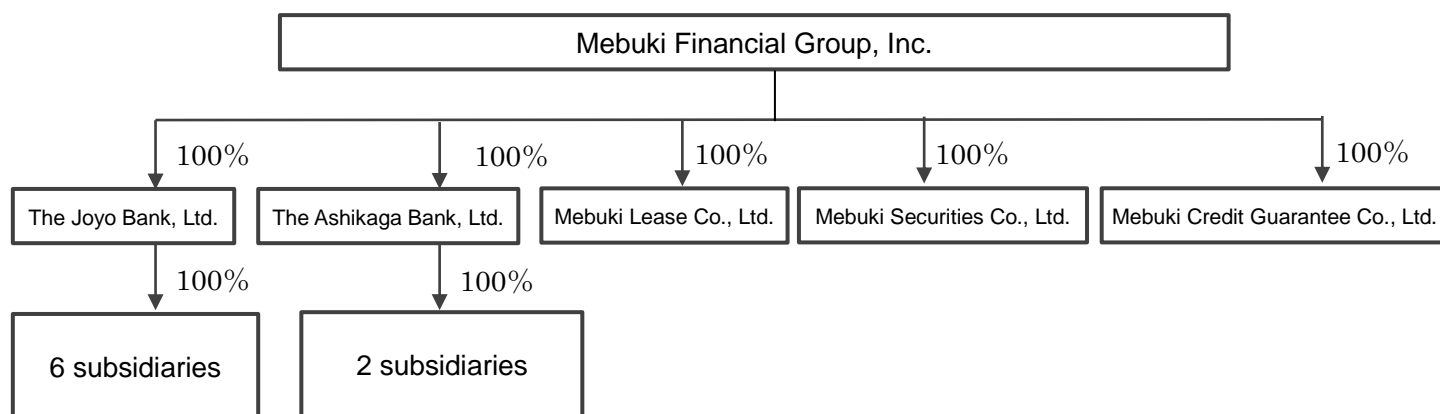 Mebuki Financial Group, Inc.
100%
100%
100%
100%
100%
The Joyo Bank, Ltd.
The Ashikaga Bank, Ltd.
Mebuki Lease Co., Ltd.
Mebuki Securities Co., Ltd.
Mebuki Credit Guarantee Co., Ltd.
100%
100%
6 subsidiaries
2 subsidiaries